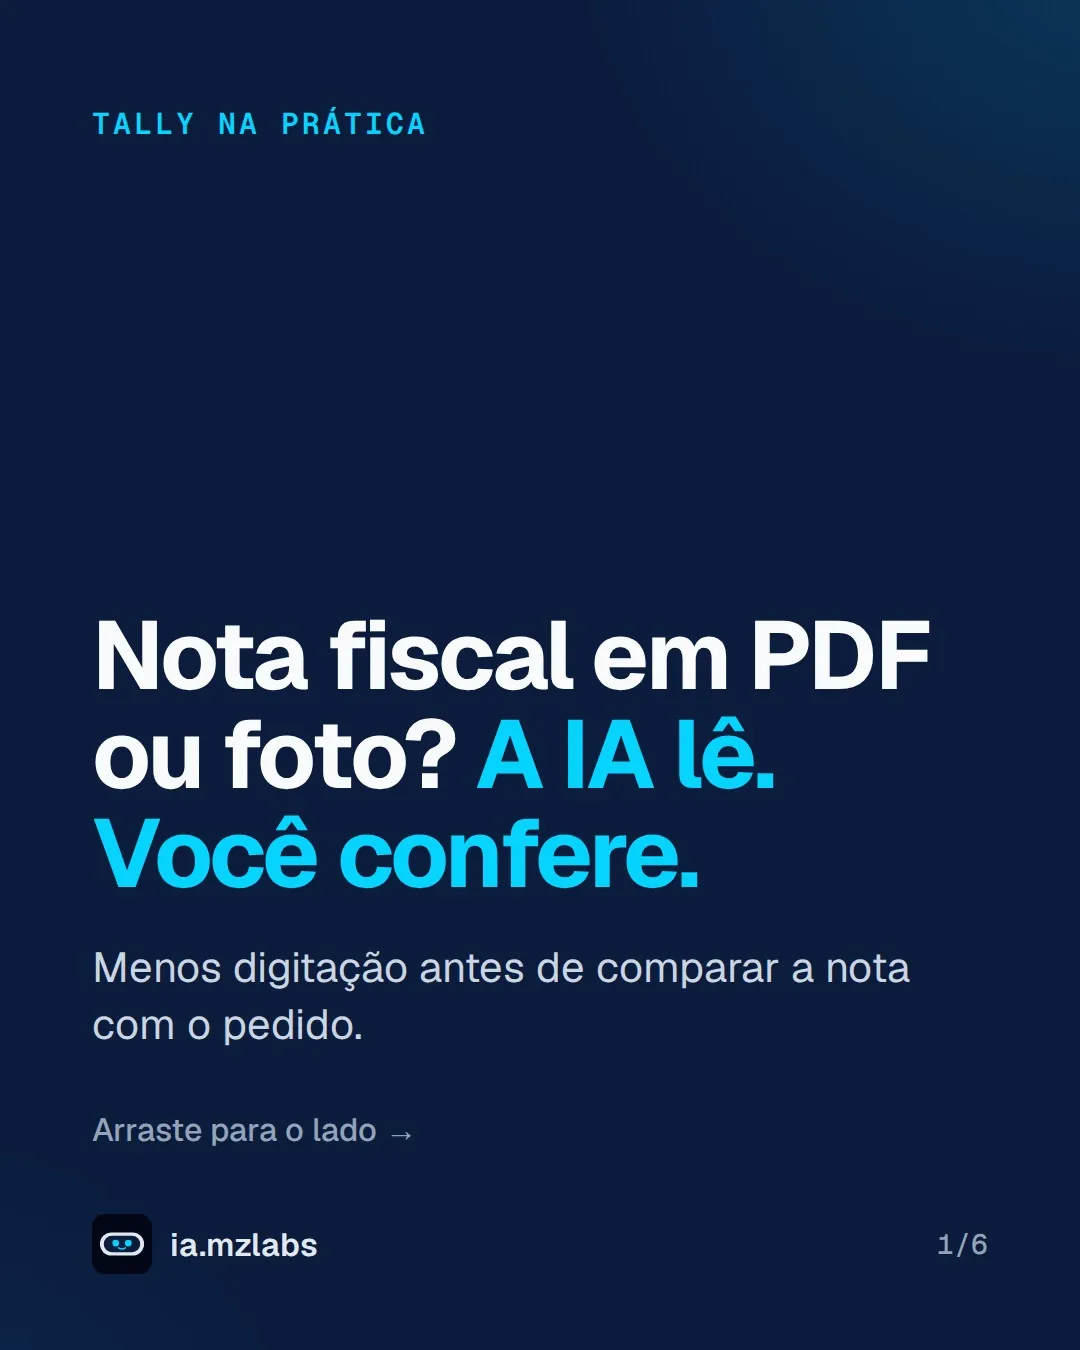 TALLY NA PRÁTICA
Nota fiscal em PDF
ou foto? A IA lê.
Você confere.
Menos digitação antes de comparar a nota
com o pedido.
Arraste para o lado →
ia.mzlabs
1/6